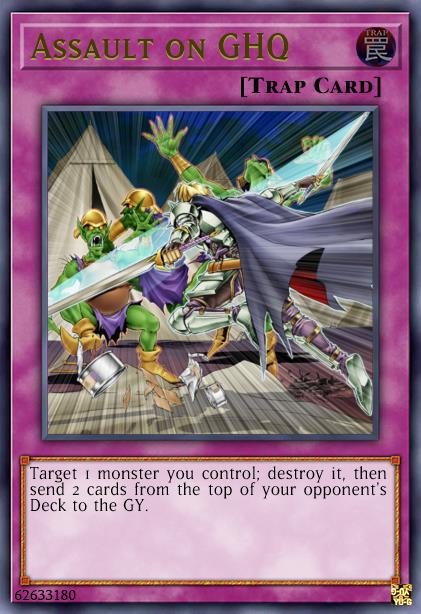 ASSAULT ON GHQ
TRAP
罠
[TRAP CARD]
Target 1 monster you control; destroy it, then
send 2 cards from the top of your opponent's
Deck to the GY.
62633180